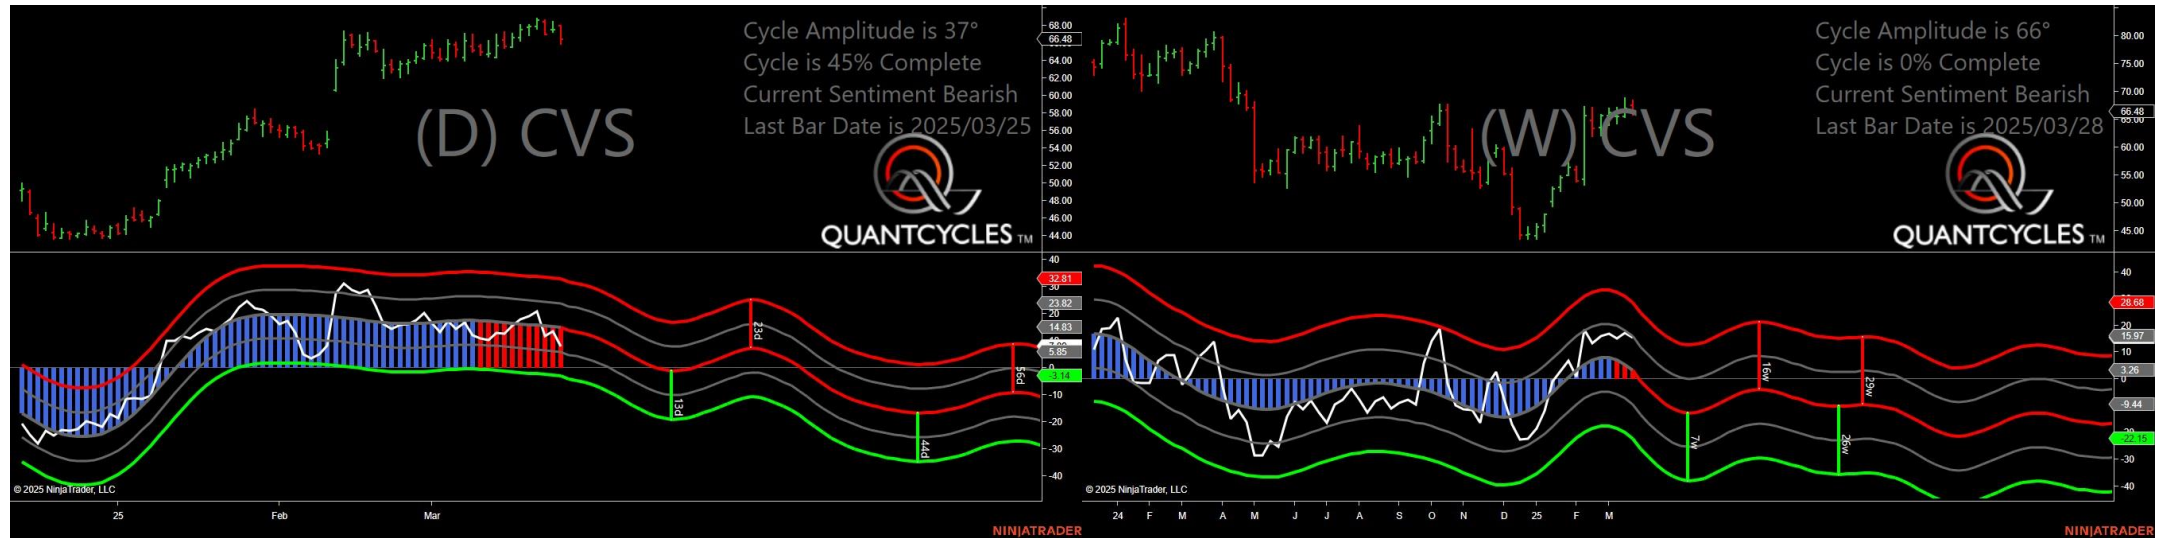 Cycle Amplitude is 37°
Cycle is 45% Complete
Current Sentiment Bearish
Last Bar Date is 2025/03/25
(D) CVS
QUANTCYCLES TM
68.00
66.48
64.00
62.00
60.00
58.00
56.00
54.00
52.00
50.00
48.00
46.00
44.00
40
32.81
30
23.82
20
14.83
5.85
0
-3.14
-10
-20
-30
-40
13d
23d
44d
56d
© 2025 NinjaTrader, LLC
25
Feb
Mar
NINJATRADER
Cycle Amplitude is 66°
Cycle is 0% Complete
Current Sentiment Bearish
Last Bar Date is 2025/03/28
(W) CVS
QUANTCYCLES TM
80.00
75.00
70.00
66.48
65.00
60.00
55.00
50.00
45.00
40
28.68
20
15.97
10
3.26
0
-9.44
-20
-22.15
-30
-40
7w
16w
26w
29w
© 2025 NinjaTrader, LLC
24
F
M
A
M
J
J
A
S
O
N
D
25
F
M
NINJATRADER